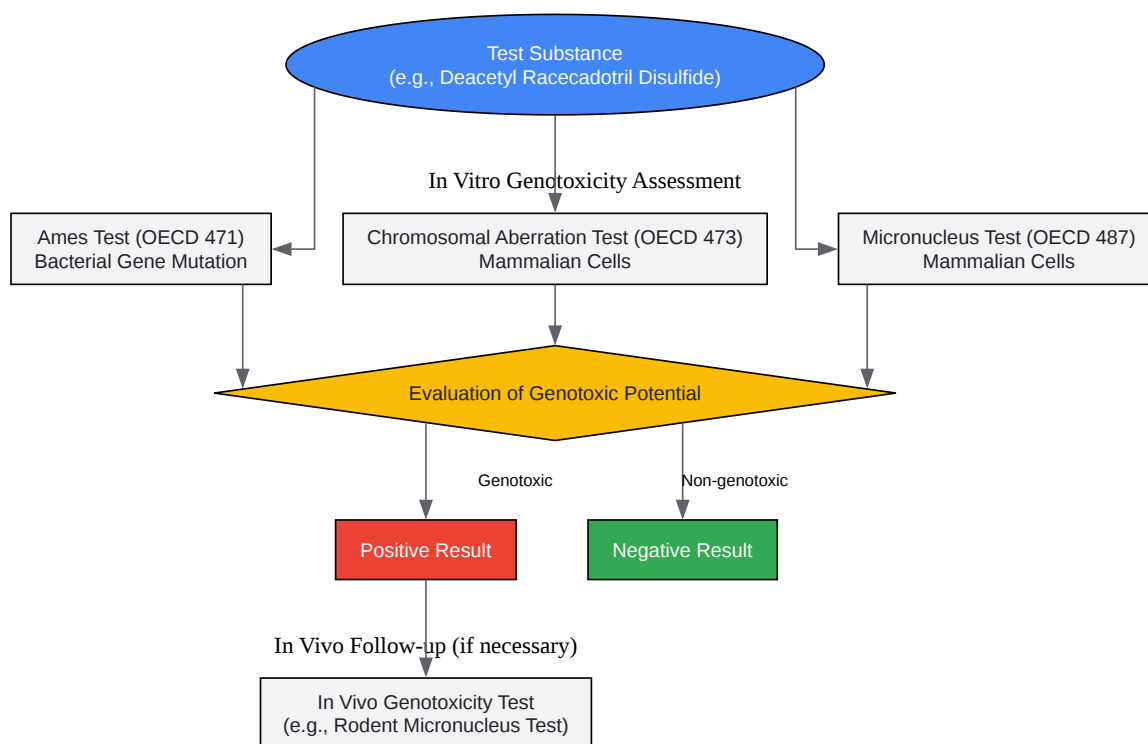 Test Substance
(e.g., Deacetyl Racecadotril Disulfide)
In Vitro Genotoxicity Assessment
Ames Test (OECD 471)
Bacterial Gene Mutation
Chromosomal Aberration Test (OECD 473)
Mammalian Cells
Micronucleus Test (OECD 487)
Mammalian Cells
Evaluation of Genotoxic Potential
Genotoxic
Non-genotoxic
Positive Result
Negative Result
In Vivo Follow-up (if necessary)
In Vivo Genotoxicity Test
(e.g., Rodent Micronucleus Test)